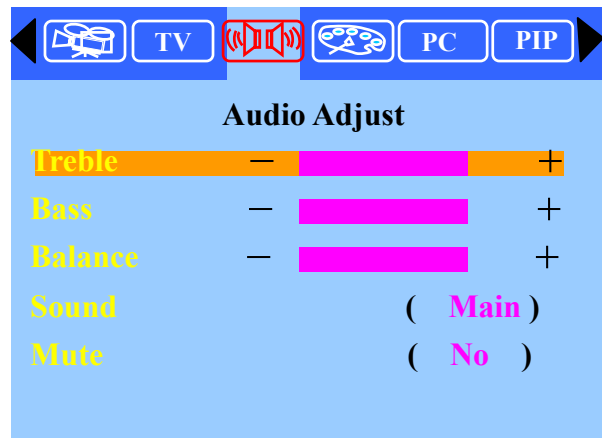 TV PC PIP
Audio Adjust
Treble − +
Bass − +
Balance − +
Sound ( Main )
Mute ( No )